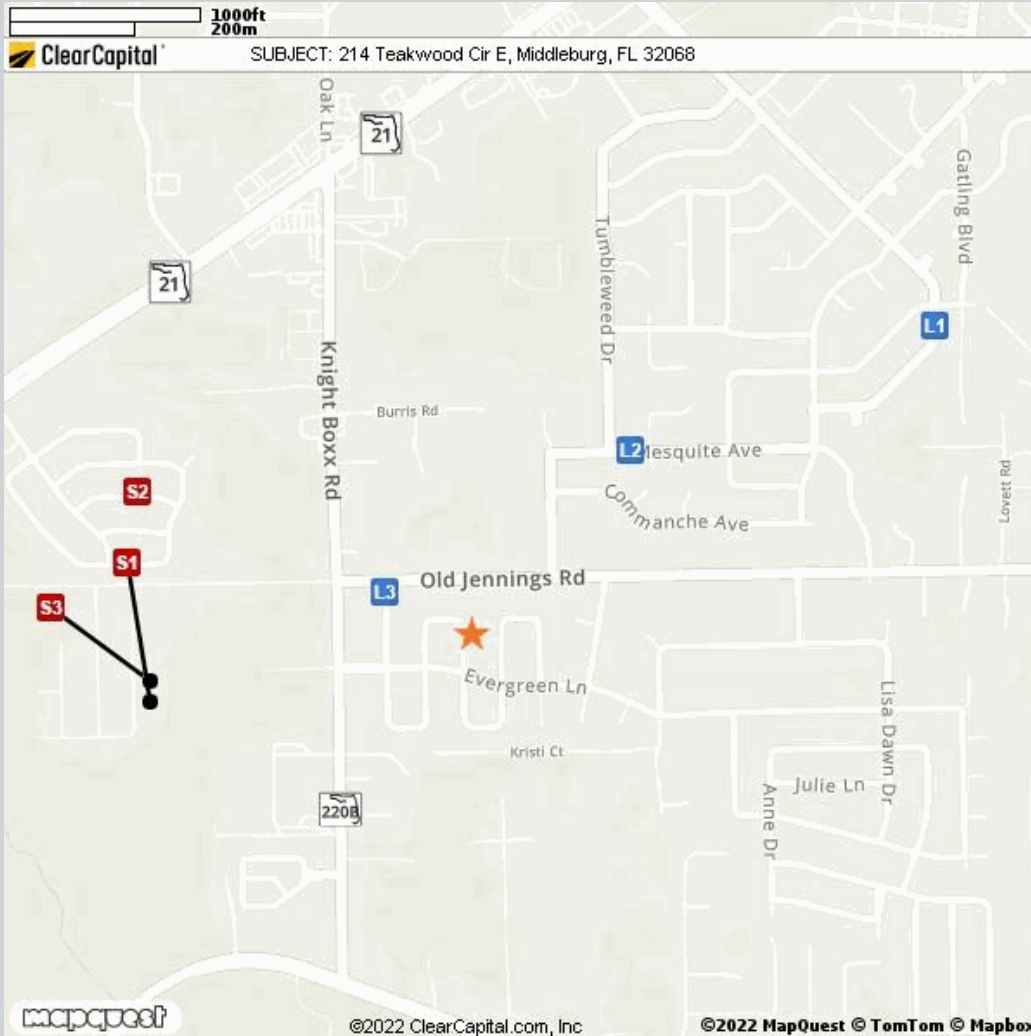 1000ft
200m
ClearCapital
SUBJECT: 214 Teakwood Cir E, Middleburg, FL 32068
Oak Ln
21
Gatling Blvd
Tumbleweed Dr
21
L1
Knight Boxx Rd
Burris Rd
L2
Mesquite Ave
Lovett Rd
S2
Commanche Ave
S1
Old Jennings Rd
L3
S3
Evergreen Ln
Lisa Dawn Dr
Kristi Ct
Julie Ln
Anne Dr
220B
mapquest
©2022 ClearCapital.com, Inc
©2022 MapQuest © TomTom © Mapbo